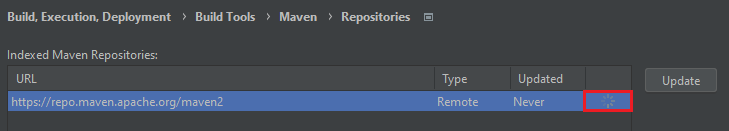 Build, Execution, Deployment › Build Tools › Maven › Repositories
Indexed Maven Repositories:
URL Type Updated
https://repo.maven.apache.org/maven2 Remote Never
Update